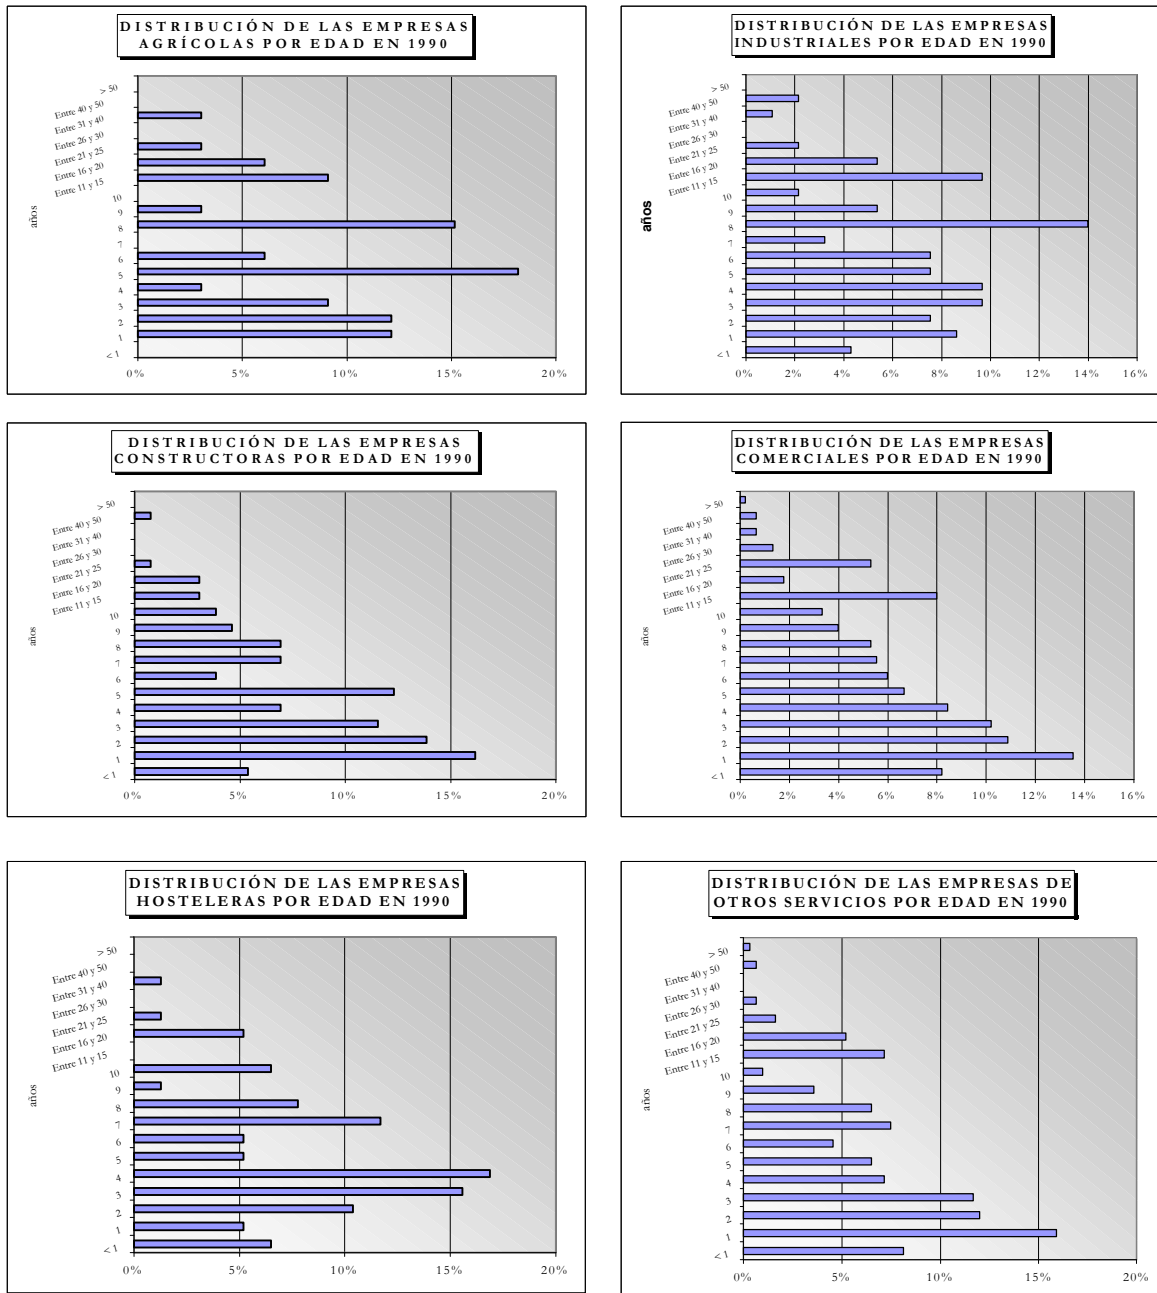 DISTRIBUCIÓN DE LAS EMPRESAS
AGRÍCOLAS POR EDAD EN 1990
> 50
Entre 40 y 50
Entre 31 y 40
Entre 26 y 30
Entre 21 y 25
Entre 16 y 20
Entre 11 y 15
10
9
8
7
6
5
4
3
2
1
< 1
años
0% 5% 10% 15% 20%
DISTRIBUCIÓN DE LAS EMPRESAS
INDUSTRIALES POR EDAD EN 1990
> 50
Entre 40 y 50
Entre 31 y 40
Entre 26 y 30
Entre 21 y 25
Entre 16 y 20
Entre 11 y 15
10
9
8
7
6
5
4
3
2
1
< 1
años
0% 2% 4% 6% 8% 10% 12% 14% 16%
DISTRIBUCIÓN DE LAS EMPRESAS
CONSTRUCTORAS POR EDAD EN 1990
> 50
Entre 40 y 50
Entre 31 y 40
Entre 26 y 30
Entre 21 y 25
Entre 16 y 20
Entre 11 y 15
10
9
8
7
6
5
4
3
2
1
< 1
años
0% 5% 10% 15% 20%
DISTRIBUCIÓN DE LAS EMPRESAS
COMERCIALES POR EDAD EN 1990
> 50
Entre 40 y 50
Entre 31 y 40
Entre 26 y 30
Entre 21 y 25
Entre 16 y 20
Entre 11 y 15
10
9
8
7
6
5
4
3
2
1
< 1
años
0% 2% 4% 6% 8% 10% 12% 14% 16%
DISTRIBUCIÓN DE LAS EMPRESAS
HOSTELERAS POR EDAD EN 1990
> 50
Entre 40 y 50
Entre 31 y 40
Entre 26 y 30
Entre 21 y 25
Entre 16 y 20
Entre 11 y 15
10
9
8
7
6
5
4
3
2
1
< 1
años
0% 5% 10% 15% 20%
DISTRIBUCIÓN DE LAS EMPRESAS DE
OTROS SERVICIOS POR EDAD EN 1990
> 50
Entre 40 y 50
Entre 31 y 40
Entre 26 y 30
Entre 21 y 25
Entre 16 y 20
Entre 11 y 15
10
9
8
7
6
5
4
3
2
1
< 1
años
0% 5% 10% 15% 20%